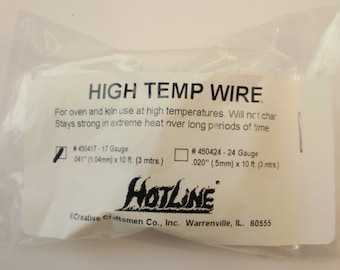 HIGH TEMP WIRE
For oven and kiln use at high temperatures. Will not char.
Stays strong in extreme heat over long periods of time.
# 450417 - 17 Gauge
.041" (1.04mm) x 10 ft. (3 mtrs.)
# 450424 - 24 Gauge
.020" (.5mm) x 10 ft. (3 mtrs.)
HOTLINE®
©Creative Craftsmen Co., Inc. Warrenville, IL. 60555